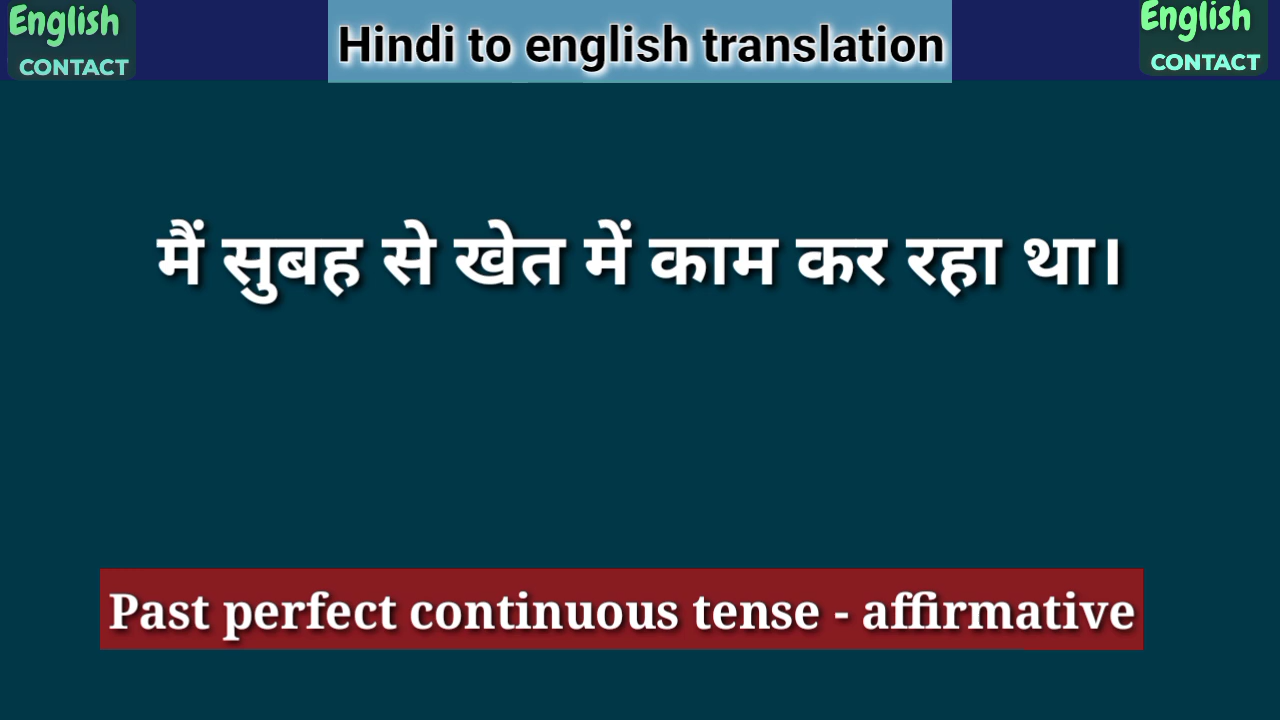 English
CONTACT
Hindi to english translation
English
CONTACT
मैं सुबह से खेत में काम कर रहा था।
Past perfect continuous tense - affirmative